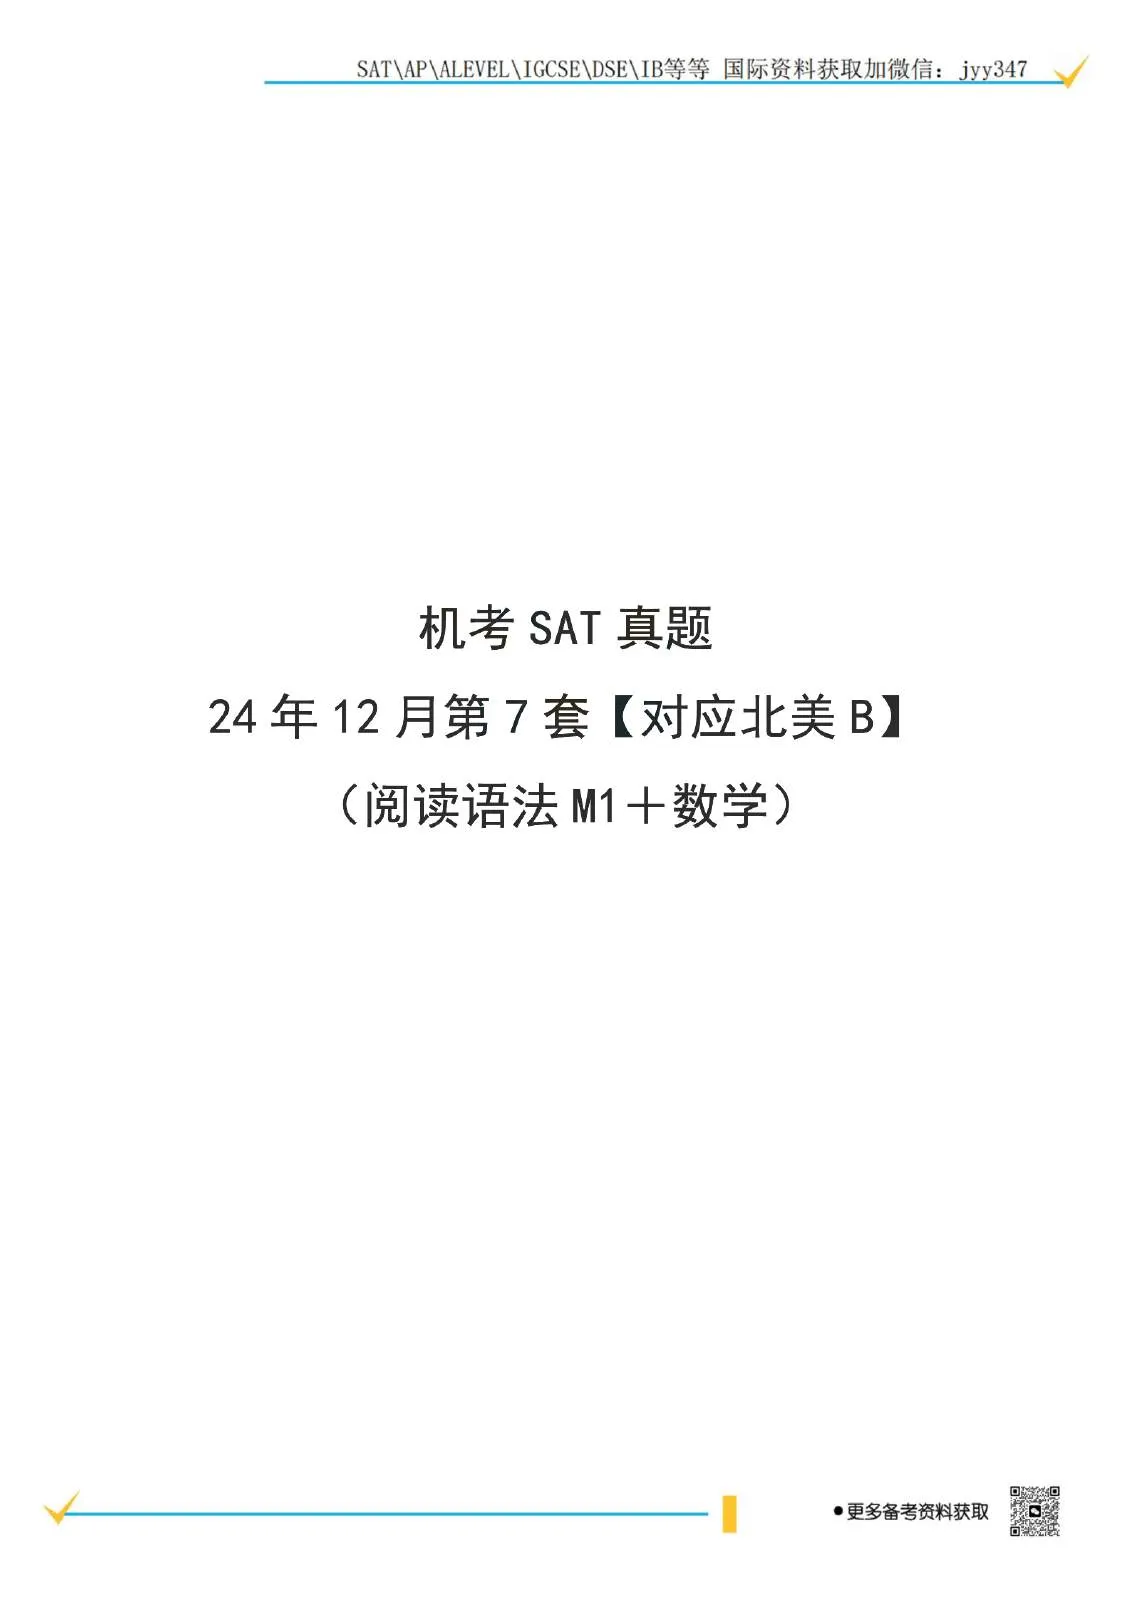 SAT\AP\ALEVEL\IGCSE\DSE\IB等等 国际资料获取加微信：jyy347
机考 SAT 真题
24 年 12 月第 7 套【对应北美 B】
（阅读语法 M1＋数学）
●更多备考资料获取